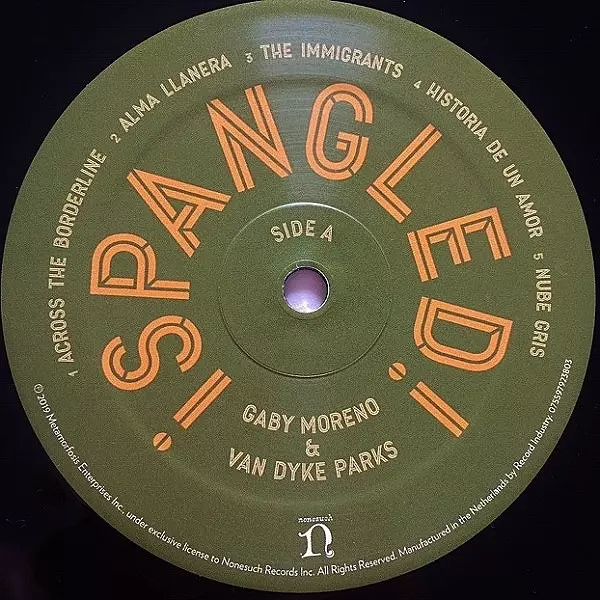 1 ACROSS THE BORDERLINE 2 ALMA LLANERA 3 THE IMMIGRANTS 4 HISTORIA DE UN AMOR 5 NUBE GRIS
¡SPANGLED!
SIDE A
GABY MORENO
&
VAN DYKE PARKS
nonesuch
n
℗ 2019 Metamorfosis Enterprises Inc., under exclusive license to Nonesuch Records Inc. All Rights Reserved. Manufactured in the Netherlands by Record Industry. 075597923803